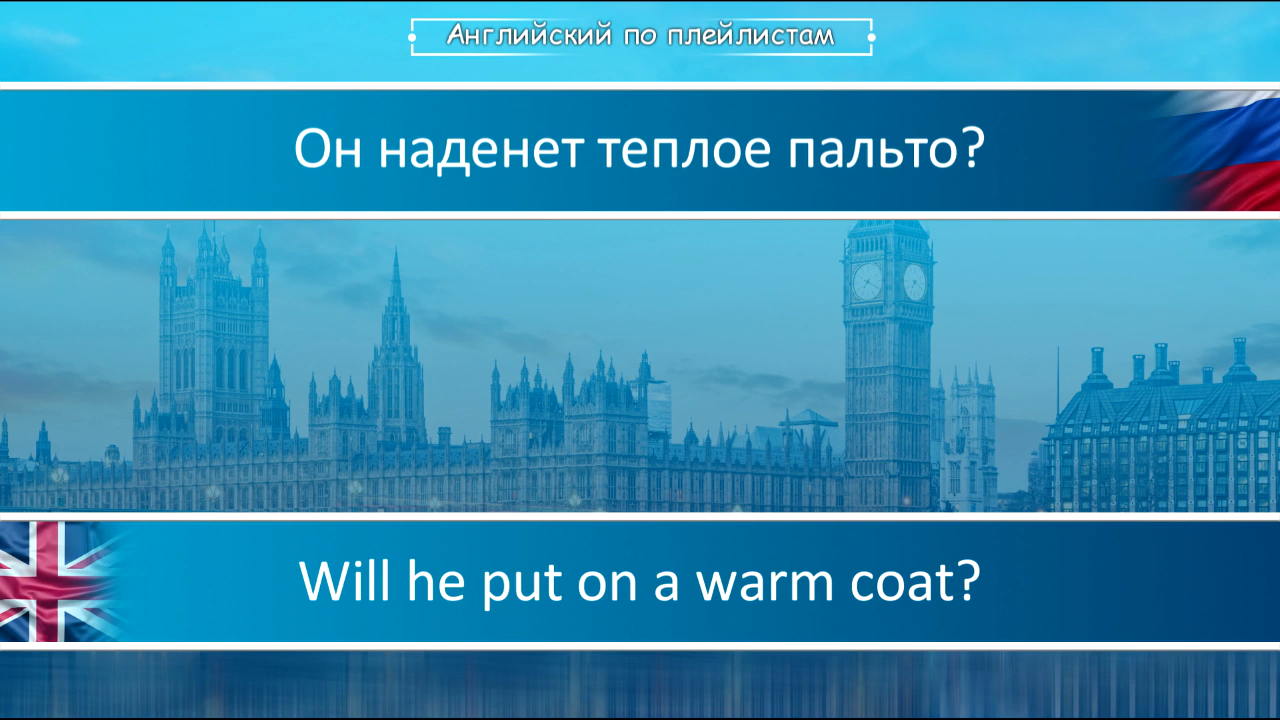 Английский по плейлистам
Он наденет теплое пальто?
Will he put on a warm coat?